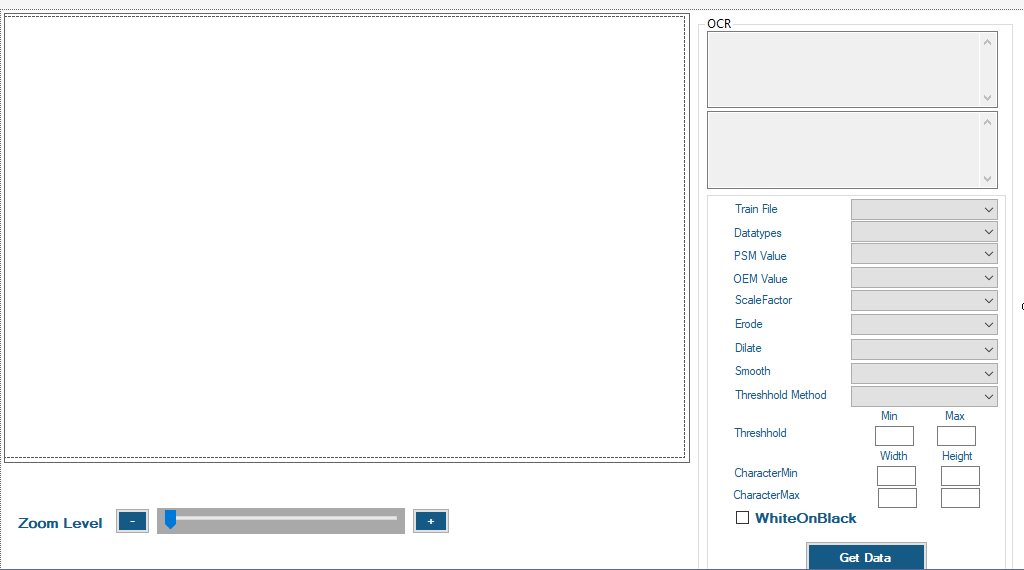 OCR
Train File
Datatypes
PSM Value
OEM Value
ScaleFactor
Erode
Dilate
Smooth
Threshhold Method
Min Max
Threshhold
Width Height
CharacterMin
CharacterMax
Zoom Level - +
WhiteOnBlack
Get Data